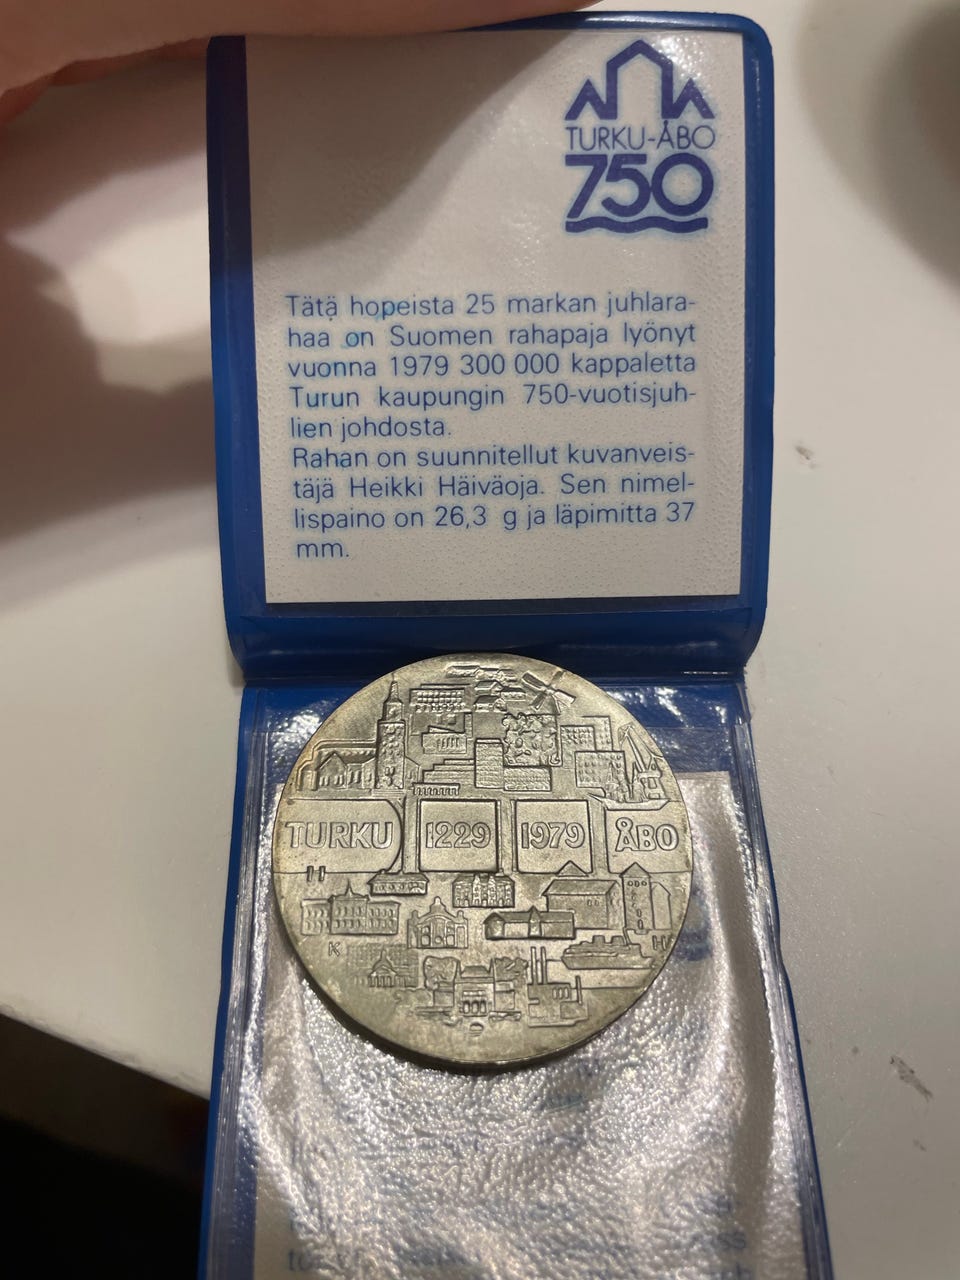 TURKU-ÅBO
750
Tätä hopeista 25 markan juhlara-
haa on Suomen rahapaja lyönyt
vuonna 1979 300 000 kappaletta
Turun kaupungin 750-vuotisjuh-
lien johdosta.
Rahan on suunnitellut kuvanveis-
täjä Heikki Häiväoja. Sen nimel-
lispaino on 26,3 g ja läpimitta 37
mm.
TURKU 1229 1979 ÅBO
H
K H